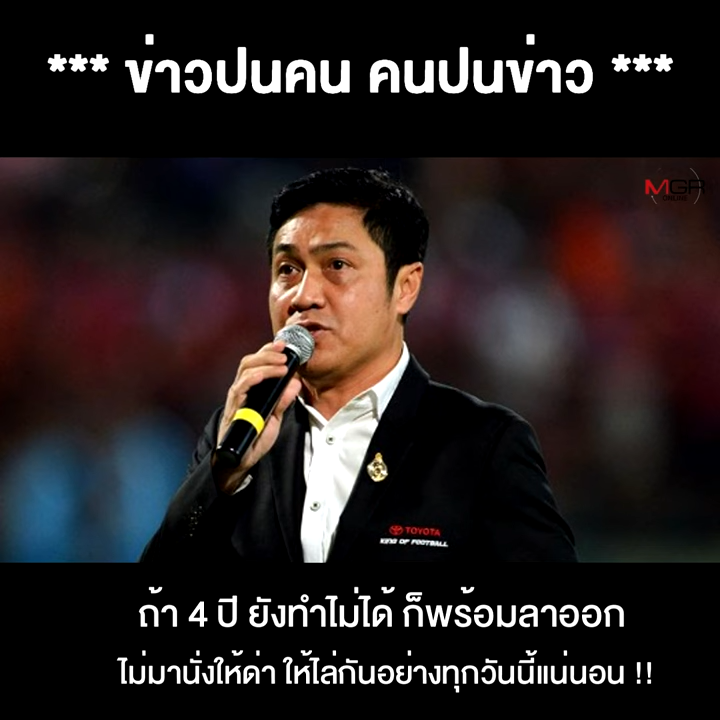 *** ข่าวปนคน คนปนข่าว ***
MGR
ONLINE
TOYOTA
KING OF FOOTBALL
ถ้า 4 ปี ยังทำไม่ได้ ก็พร้อมลาออก
ไม่มานั่งให้ด่า ให้ไล่กันอย่างทุกวันนี้แน่นอน !!